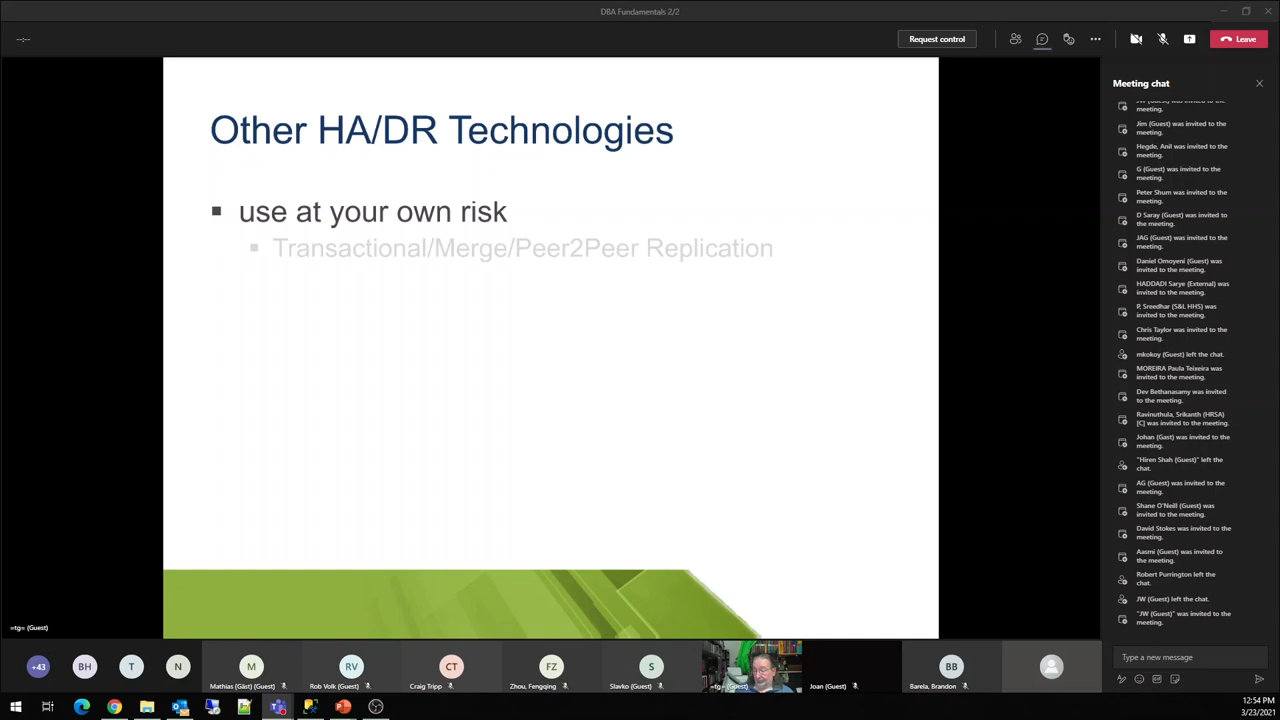 DBA Fundamentals 2/2
--:--
Request control
Leave
Other HA/DR Technologies
use at your own risk
Transactional/Merge/Peer2Peer Replication
=tg= (Guest)
Meeting chat
JW (Guest) was invited to the
meeting.
Jim (Guest) was invited to the
meeting.
Hegde, Anil was invited to the
meeting.
G (Guest) was invited to the
meeting.
Peter Shum was invited to the
meeting.
D Saray (Guest) was invited to the
meeting.
JAG (Guest) was invited to the
meeting.
Daniel Omoyeni (Guest) was
invited to the meeting.
HADDADI Sarye (External) was
invited to the meeting.
P, Sreedhar (S&L HHS) was
invited to the meeting.
Chris Taylor was invited to the
meeting.
mkokoy (Guest) left the chat.
MOREIRA Paula Teixeira was
invited to the meeting.
Dev Bethanasamy was invited
to the meeting.
Ravinuthula, Srikanth (HRSA)
[C] was invited to the meeting.
Johan (Gast) was invited to the
meeting.
"Hiren Shah (Guest)" left the
chat.
AG (Guest) was invited to the
meeting.
Shane O'Neill (Guest) was
invited to the meeting.
David Stokes was invited to the
meeting.
Aasmi (Guest) was invited to
the meeting.
Robert Purrington left the
chat.
JW (Guest) left the chat.
"JW (Guest)" was invited to the
meeting.
Type a new message
+43
BH
T
N
M
Mathias (Gäst) (Guest)
RV
Rob Volk (Guest)
CT
Craig Tripp
FZ
Zhou, Fengqing
S
Slavko (Guest)
=tg= (Guest)
Joan (Guest)
BB
Barela, Brandon
12:54 PM
3/23/2021